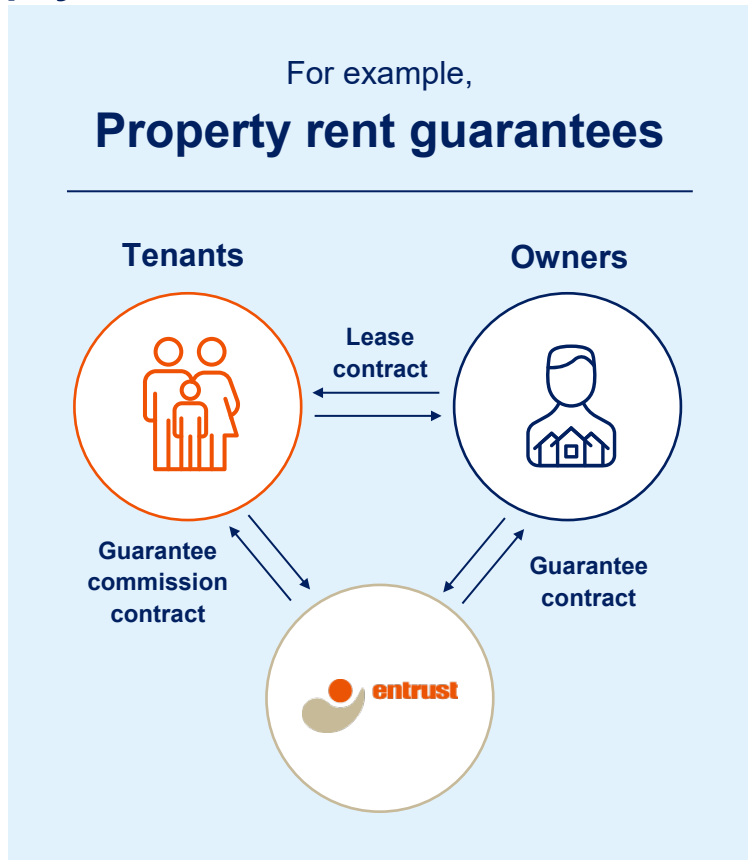 For example,
Property rent guarantees
Tenants
Owners
Lease
contract
Guarantee
commission
contract
Guarantee
contract
entrust